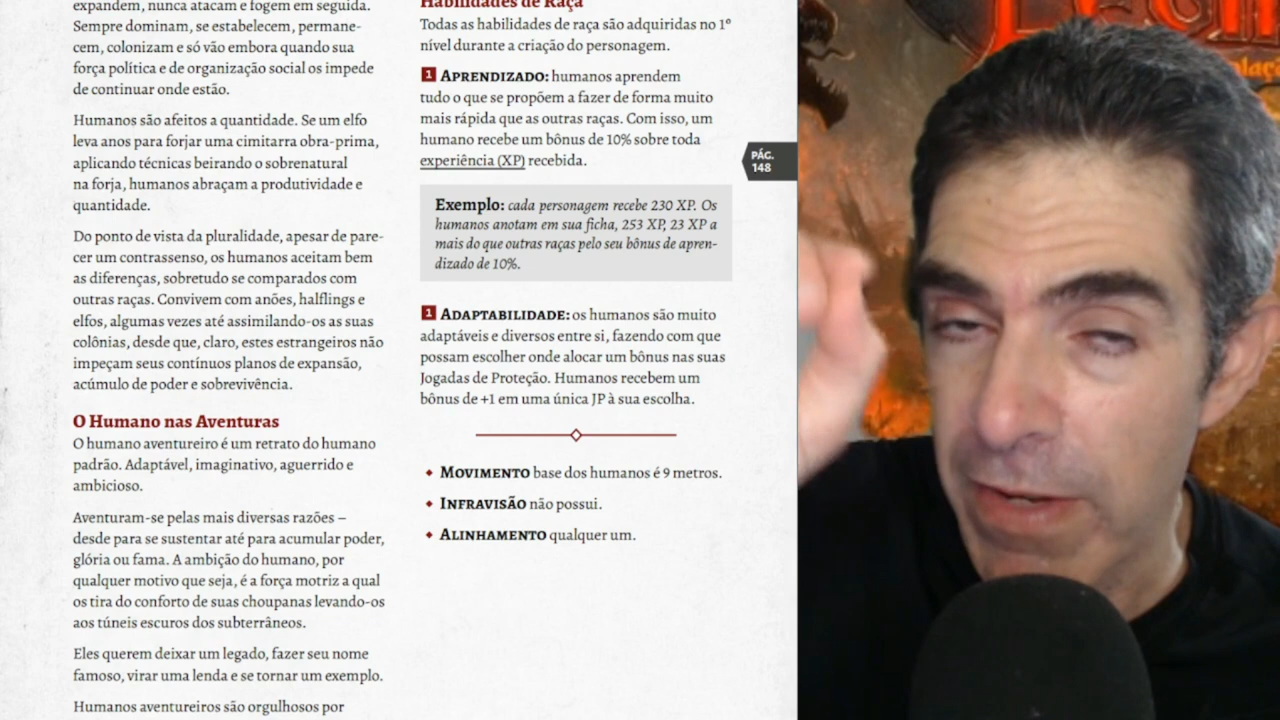 expandem, nunca atacam e fogem em seguida.
Sempre dominam, se estabelecem, permane-
cem, colonizam e só vão embora quando sua
força política e de organização social os impede
de continuar onde estão.
Humanos são afeitos a quantidade. Se um elfo
leva anos para forjar uma cimitarra obra-prima,
aplicando técnicas beirando o sobrenatural
na forja, humanos abraçam a produtividade e
quantidade.
Do ponto de vista da pluralidade, apesar de pare-
cer um contrassenso, os humanos aceitam bem
as diferenças, sobretudo se comparados com
outras raças. Convivem com anões, halflings e
elfos, algumas vezes até assimilando-os as suas
colônias, desde que, claro, estes estrangeiros não
impeçam seus contínuos planos de expansão,
acúmulo de poder e sobrevivência.
O Humano nas Aventuras
O humano aventureiro é um retrato do humano
padrão. Adaptável, imaginativo, aguerrido e
ambicioso.
Aventuram-se pelas mais diversas razões –
desde para se sustentar até para acumular poder,
glória ou fama. A ambição do humano, por
qualquer motivo que seja, é a força motriz a qual
os tira do conforto de suas choupanas levando-os
aos túneis escuros dos subterrâneos.
Eles querem deixar um legado, fazer seu nome
famoso, virar uma lenda e se tornar um exemplo.
Humanos aventureiros são orgulhosos por
Habilidades de Raça
Todas as habilidades de raça são adquiridas no 1º
nível durante a criação do personagem.
1 Aprendizado: humanos aprendem
tudo o que se propõem a fazer de forma muito
mais rápida que as outras raças. Com isso, um
humano recebe um bônus de 10% sobre toda
experiência (XP) recebida.
PÁG.
148
Exemplo: cada personagem recebe 230 XP. Os
humanos anotam em sua ficha, 253 XP, 23 XP a
mais do que outras raças pelo seu bônus de apren-
dizado de 10%.
1 Adaptabilidade: os humanos são muito
adaptáveis e diversos entre si, fazendo com que
possam escolher onde alocar um bônus nas suas
Jogadas de Proteção. Humanos recebem um
bônus de +1 em uma única JP à sua escolha.
Movimento base dos humanos é 9 metros.
Infravisão não possui.
Alinhamento qualquer um.